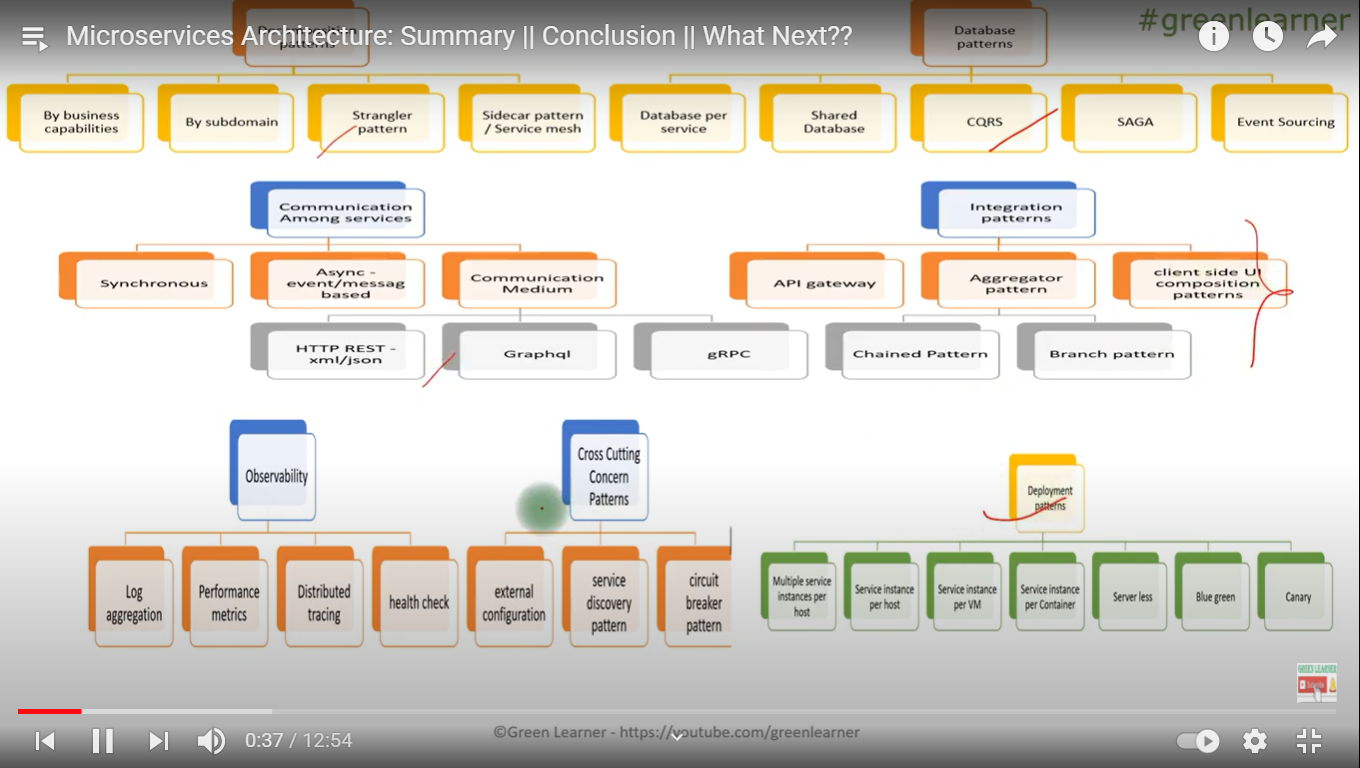 #greenlearner
Microservices Architecture: Summary || Conclusion || What Next??
patterns
Database
patterns
By business
capabilities
By subdomain
Strangler
pattern
Sidecar pattern
/ Service mesh
Database per
service
Shared
Database
CQRS
SAGA
Event Sourcing
Communication
Among services
Integration
patterns
Synchronous
Async -
event/messag
based
Communication
Medium
API gateway
Aggregator
pattern
client side UI
composition
patterns
HTTP REST -
xml/json
Graphql
gRPC
Chained Pattern
Branch pattern
Observability
Cross Cutting
Concern
Patterns
Deployment
patterns
Log
aggregation
Performance
metrics
Distributed
tracing
health check
external
configuration
service
discovery
pattern
circuit
breaker
pattern
Multiple service
instances per
host
Service instance
per host
Service instance
per VM
Service instance
per Container
Server less
Blue green
Canary
GREEN LEARNER
Subscribe
0:37 / 12:54
©Green Learner - https://youtube.com/greenlearner